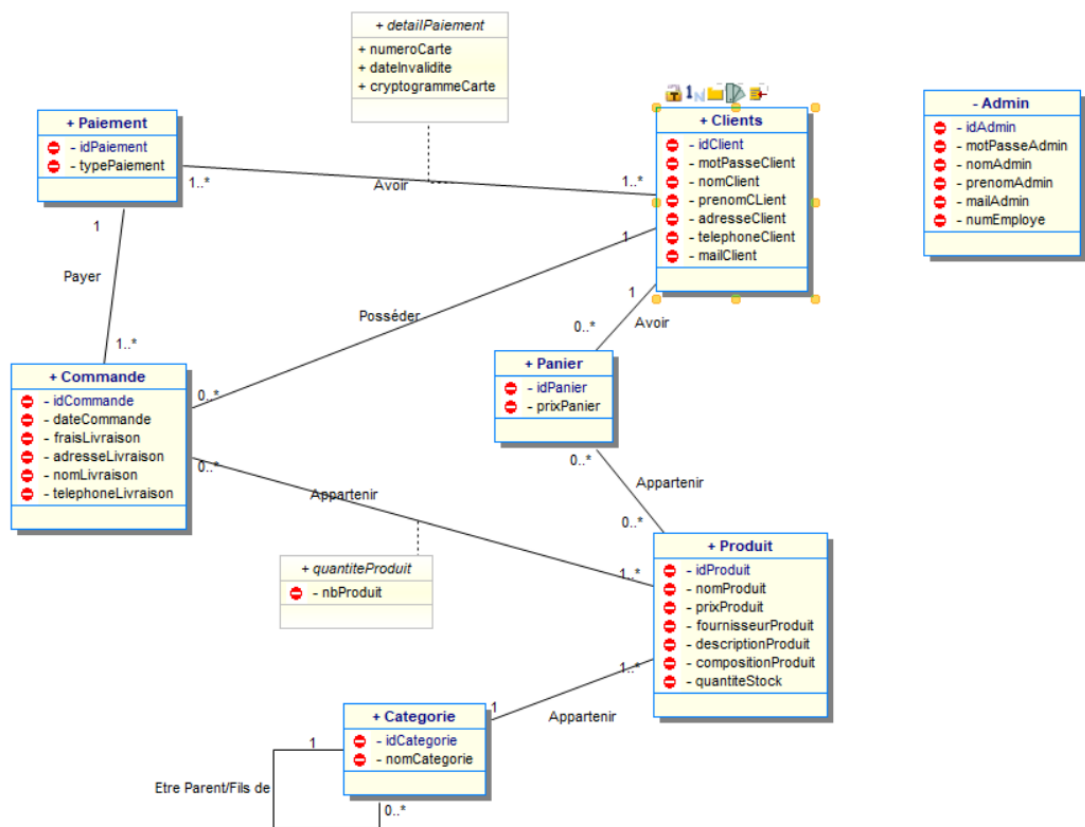 + detailPaiement
+ numeroCarte
+ dateInvalidite
+ cryptogrammeCarte
+ Paiement
- idPaiement
- typePaiement
1..*
Avoir
1..*
+ Clients
- idClient
- motPasseClient
- nomClient
- prenomCLient
- adresseClient
- telephoneClient
- mailClient
- Admin
- idAdmin
- motPasseAdmin
- nomAdmin
- prenomAdmin
- mailAdmin
- numEmploye
1
Payer
1..*
1
Posséder
0..*
1
Avoir
0..*
+ Panier
- idPanier
- prixPanier
+ Commande
- idCommande
- dateCommande
- fraisLivraison
- adresseLivraison
- nomLivraison
- telephoneLivraison
0..*
Appartenir
1..*
0..*
Appartenir
0..*
+ quantiteProduit
- nbProduit
+ Produit
- idProduit
- nomProduit
- prixProduit
- fournisseurProduit
- descriptionProduit
- compositionProduit
- quantiteStock
1..*
Appartenir
1
+ Categorie
- idCategorie
- nomCategorie
1
Etre Parent/Fils de
0..*